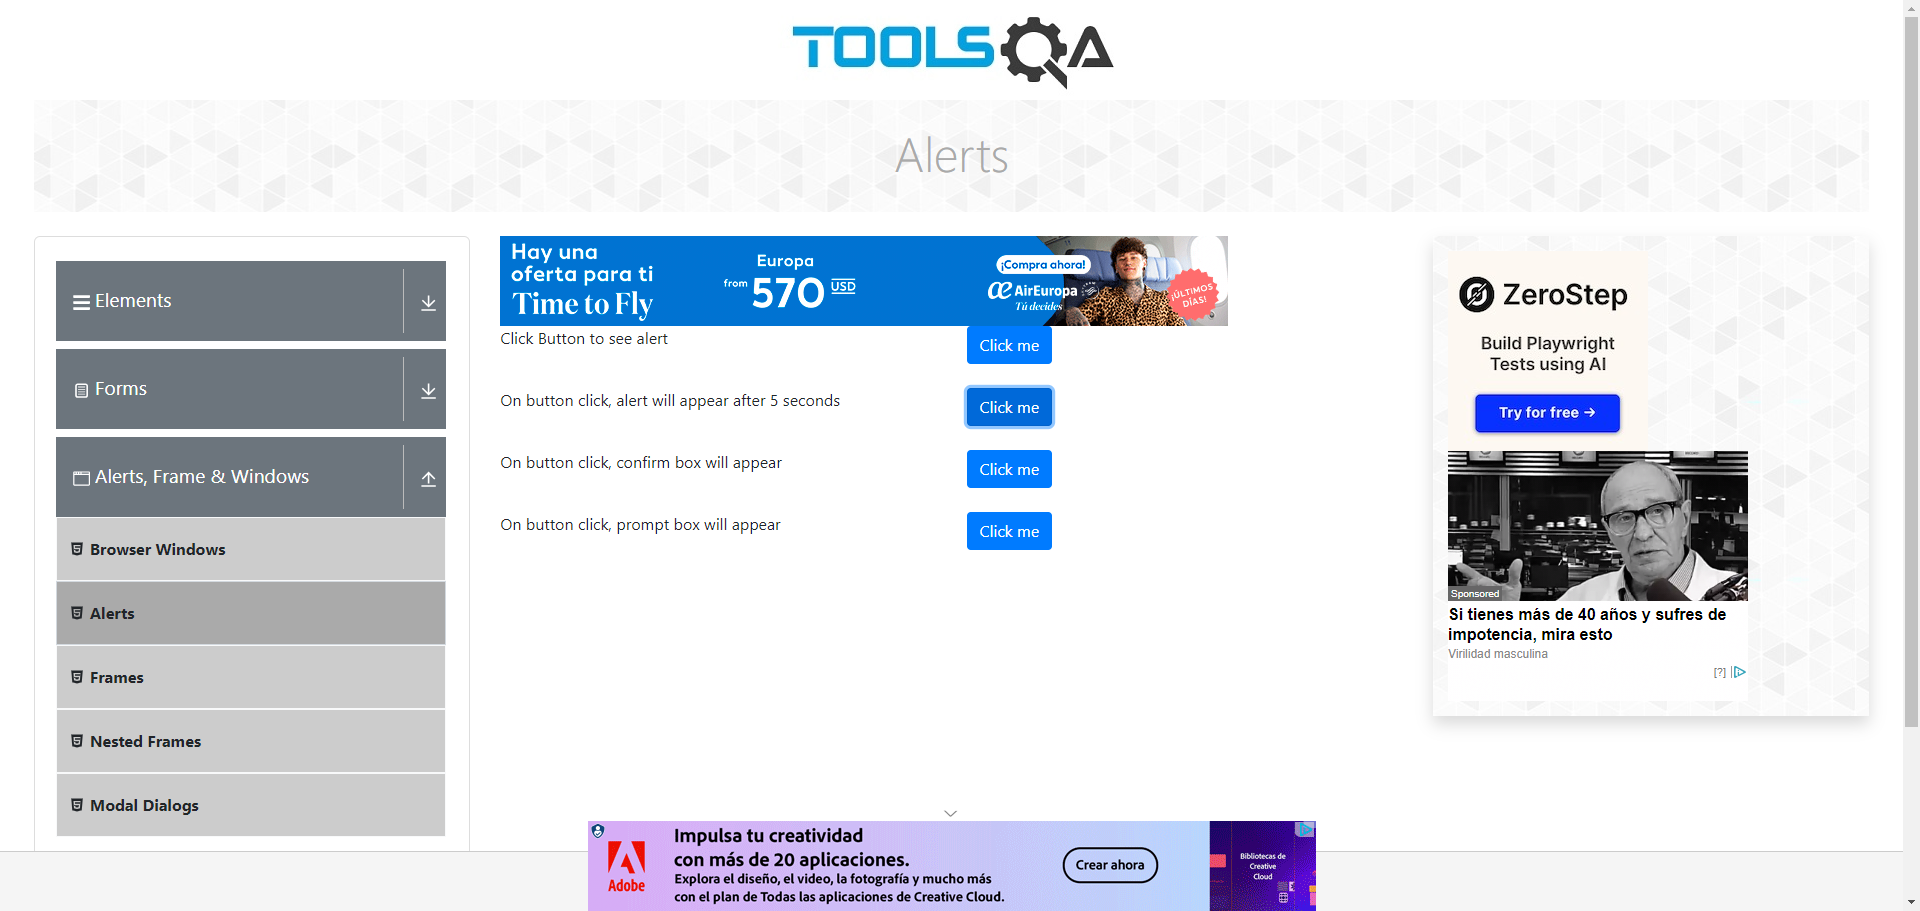 TOOLSQA
Alerts
Elements
Forms
Alerts, Frame & Windows
Browser Windows
Alerts
Frames
Nested Frames
Modal Dialogs
Hay una
oferta para ti
Time to Fly
Europa
from 570 USD
¡Compra ahora!
AirEuropa
Tú decides
¡ÚLTIMOS
DÍAS!
Click Button to see alert
Click me
On button click, alert will appear after 5 seconds
Click me
On button click, confirm box will appear
Click me
On button click, prompt box will appear
Click me
ZeroStep
Build Playwright
Tests using AI
Try for free →
Sponsored
Si tienes más de 40 años y sufres de
impotencia, mira esto
Virilidad masculina
[?]
Adobe
Impulsa tu creatividad
con más de 20 aplicaciones.
Explora el diseño, el video, la fotografía y mucho más
con el plan de Todas las aplicaciones de Creative Cloud.
Crear ahora
Bibliotecas de
Creative
Cloud